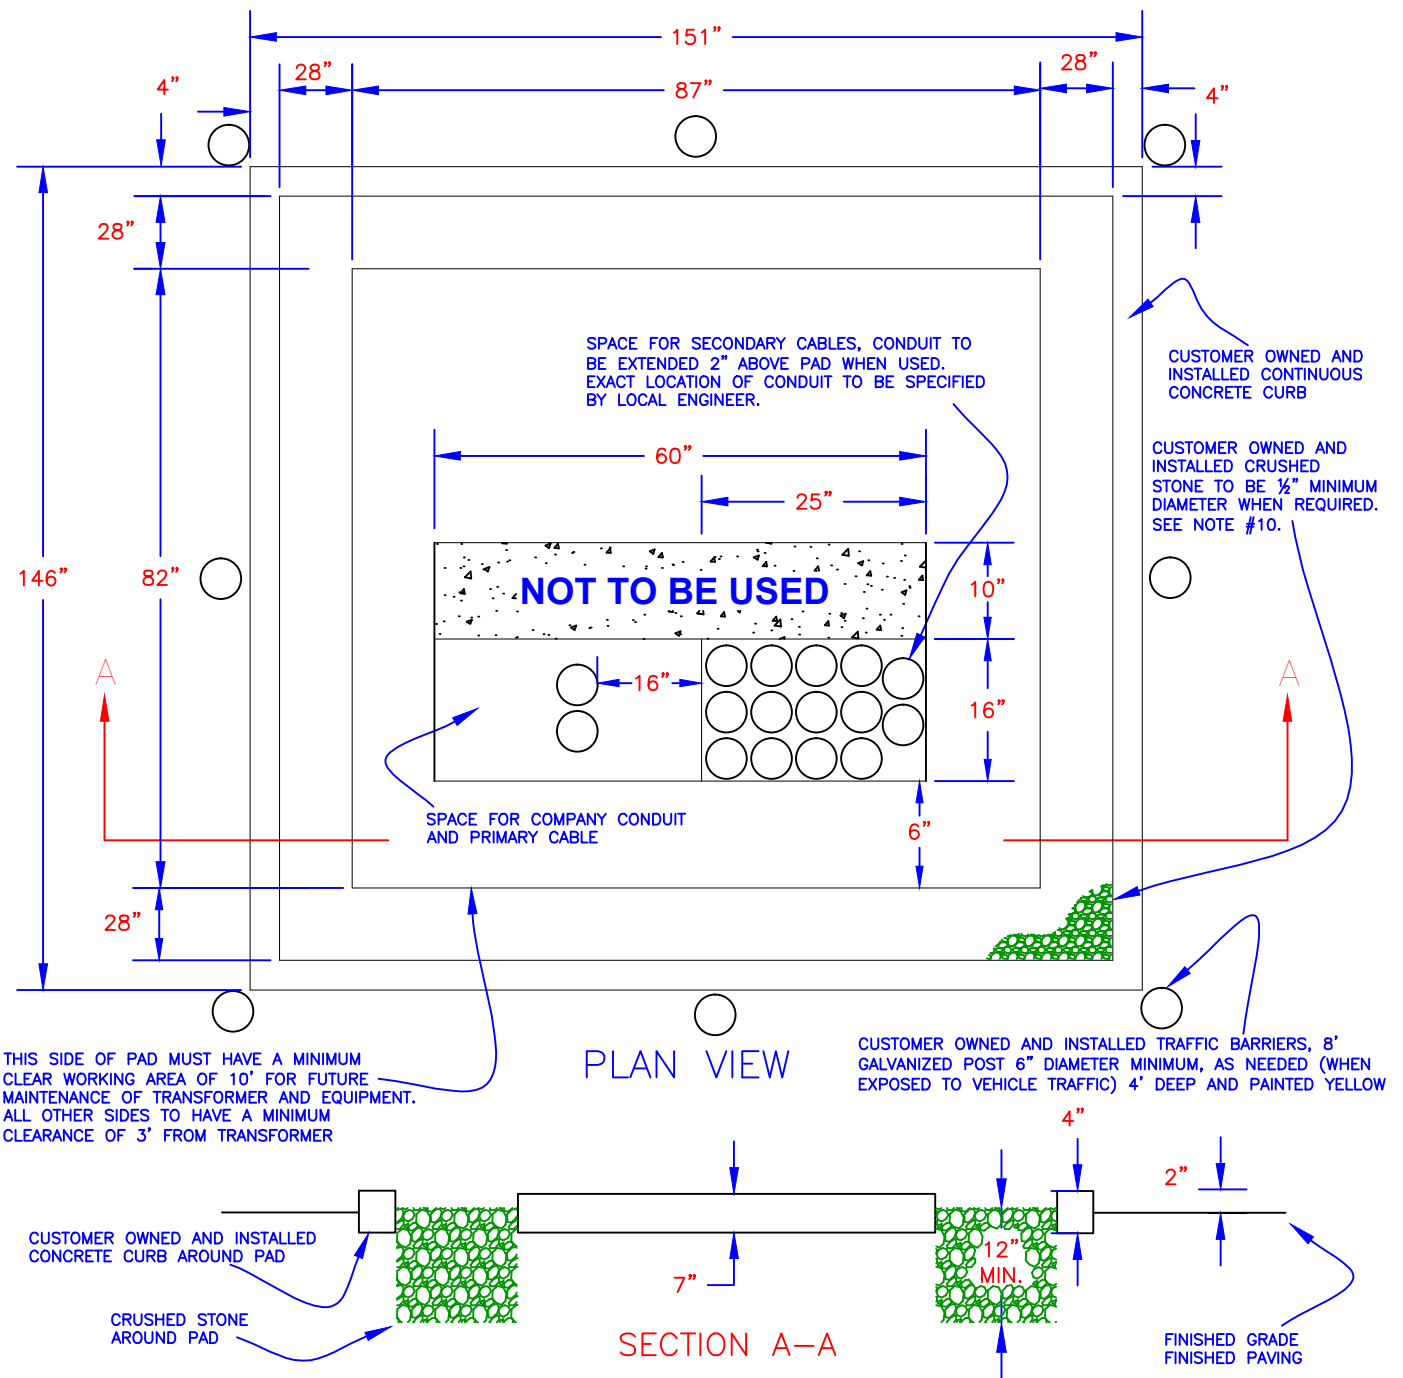 151”
28”
28”
4”
87”
4”
28”
SPACE FOR SECONDARY CABLES, CONDUIT TO
BE EXTENDED 2” ABOVE PAD WHEN USED.
EXACT LOCATION OF CONDUIT TO BE SPECIFIED
BY LOCAL ENGINEER.
CUSTOMER OWNED AND
INSTALLED CONTINUOUS
CONCRETE CURB
60”
25”
CUSTOMER OWNED AND
INSTALLED CRUSHED
STONE TO BE ½” MINIMUM
DIAMETER WHEN REQUIRED.
SEE NOTE #10.
146”
82”
NOT TO BE USED
10”
A
16”
16”
A
SPACE FOR COMPANY CONDUIT
AND PRIMARY CABLE
6”
28”
THIS SIDE OF PAD MUST HAVE A MINIMUM
CLEAR WORKING AREA OF 10’ FOR FUTURE
MAINTENANCE OF TRANSFORMER AND EQUIPMENT.
ALL OTHER SIDES TO HAVE A MINIMUM
CLEARANCE OF 3’ FROM TRANSFORMER
PLAN VIEW
CUSTOMER OWNED AND INSTALLED TRAFFIC BARRIERS, 8’
GALVANIZED POST 6” DIAMETER MINIMUM, AS NEEDED (WHEN
EXPOSED TO VEHICLE TRAFFIC) 4’ DEEP AND PAINTED YELLOW
4”
2”
CUSTOMER OWNED AND INSTALLED
CONCRETE CURB AROUND PAD
12”
MIN.
7”
CRUSHED STONE
AROUND PAD
SECTION A–A
FINISHED GRADE
FINISHED PAVING